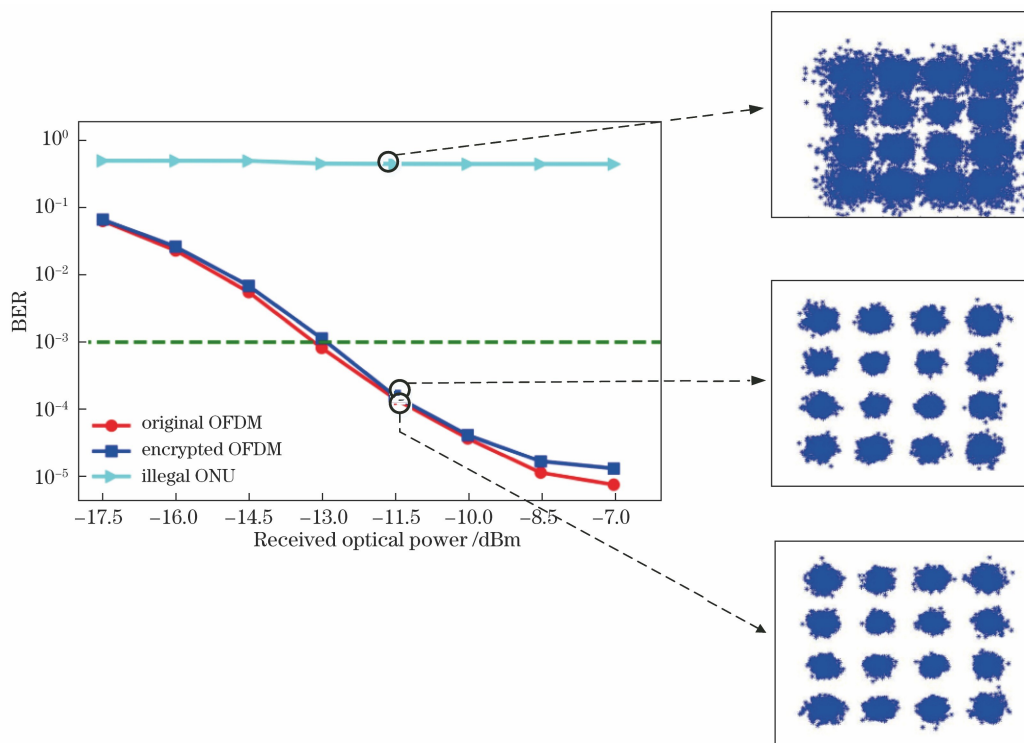 10⁰
10⁻¹
10⁻²
10⁻³
10⁻⁴
10⁻⁵
BER
original OFDM
encrypted OFDM
illegal ONU
−17.5 −16.0 −14.5 −13.0 −11.5 −10.0 −8.5 −7.0
Received optical power /dBm